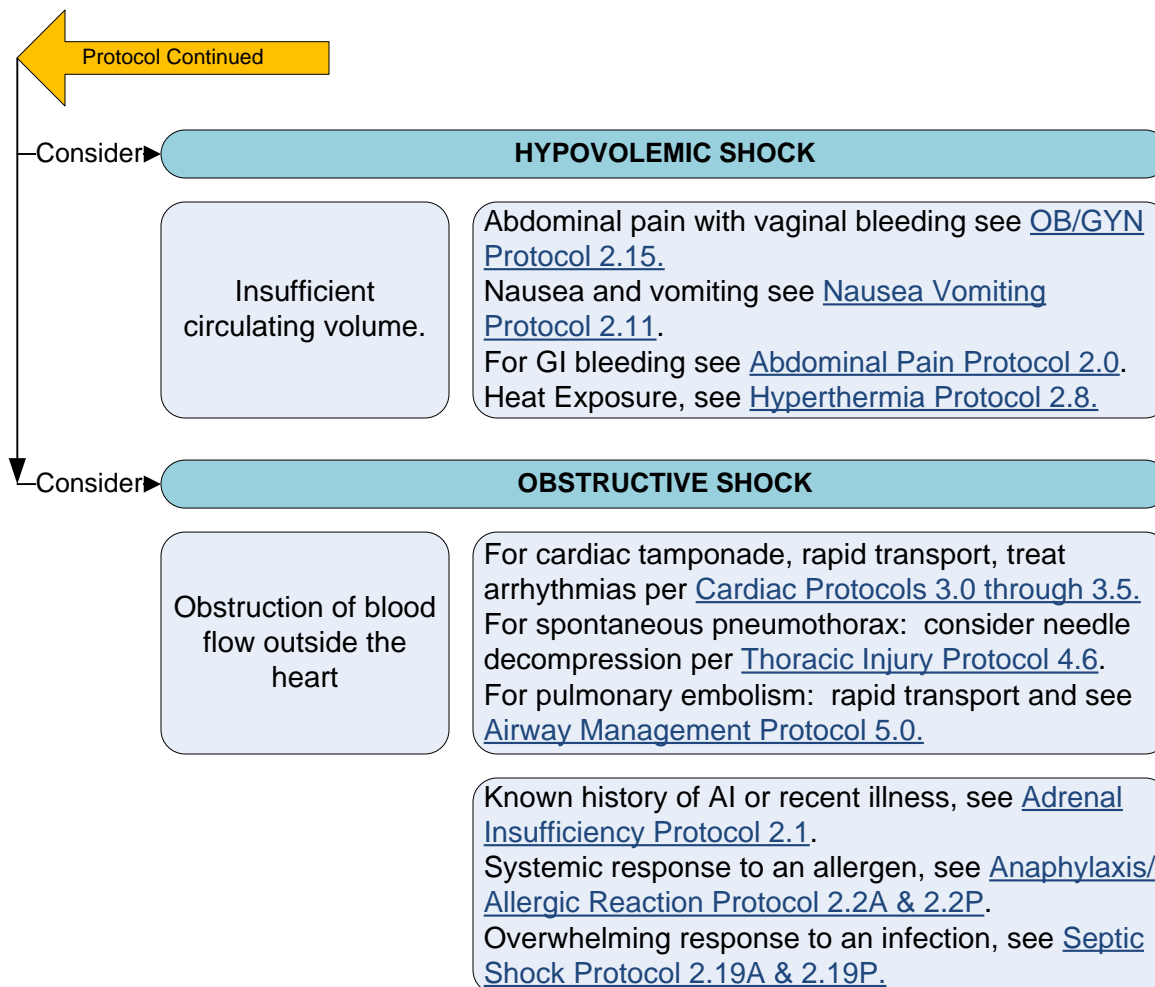 Protocol Continued
Consider
HYPOVOLEMIC SHOCK
Insufficient
circulating volume.
Abdominal pain with vaginal bleeding see OB/GYN
Protocol 2.15.
Nausea and vomiting see Nausea Vomiting
Protocol 2.11.
For GI bleeding see Abdominal Pain Protocol 2.0.
Heat Exposure, see Hyperthermia Protocol 2.8.
Consider
OBSTRUCTIVE SHOCK
Obstruction of blood
flow outside the
heart
For cardiac tamponade, rapid transport, treat
arrhythmias per Cardiac Protocols 3.0 through 3.5.
For spontaneous pneumothorax:  consider needle
decompression per Thoracic Injury Protocol 4.6.
For pulmonary embolism:  rapid transport and see
Airway Management Protocol 5.0.
Known history of AI or recent illness, see Adrenal
Insufficiency Protocol 2.1.
Systemic response to an allergen, see Anaphylaxis/
Allergic Reaction Protocol 2.2A & 2.2P.
Overwhelming response to an infection, see Septic
Shock Protocol 2.19A & 2.19P.